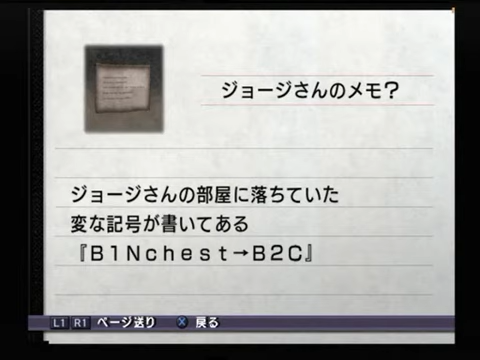 ジョージさんのメモ？
ジョージさんの部屋に落ちていた
変な記号が書いてある
『Ｂ１Ｎｃｈｅｓｔ→Ｂ２Ｃ』
L1 R1 ページ送り × 戻る